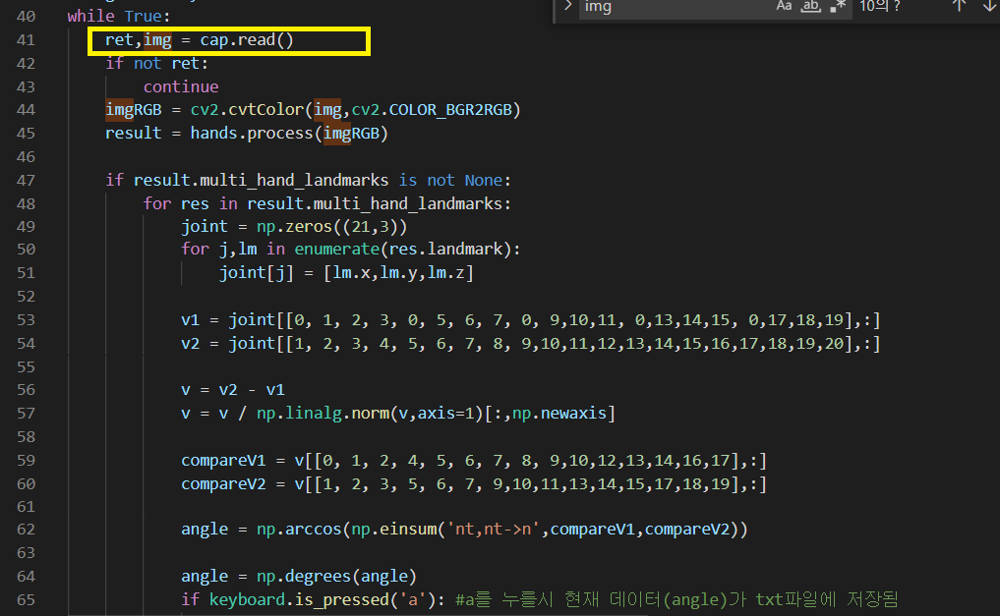 img Aa ab 10의 ?
40 while True:
41 ret,img = cap.read()
42 if not ret:
43 continue
44 imgRGB = cv2.cvtColor(img,cv2.COLOR_BGR2RGB)
45 result = hands.process(imgRGB)
46
47 if result.multi_hand_landmarks is not None:
48 for res in result.multi_hand_landmarks:
49 joint = np.zeros((21,3))
50 for j,lm in enumerate(res.landmark):
51 joint[j] = [lm.x,lm.y,lm.z]
52
53 v1 = joint[[0, 1, 2, 3, 0, 5, 6, 7, 0, 9,10,11, 0,13,14,15, 0,17,18,19],:]
54 v2 = joint[[1, 2, 3, 4, 5, 6, 7, 8, 9,10,11,12,13,14,15,16,17,18,19,20],:]
55
56 v = v2 - v1
57 v = v / np.linalg.norm(v,axis=1)[:,np.newaxis]
58
59 compareV1 = v[[0, 1, 2, 4, 5, 6, 7, 8, 9,10,12,13,14,16,17],:]
60 compareV2 = v[[1, 2, 3, 5, 6, 7, 9,10,11,13,14,15,17,18,19],:]
61
62 angle = np.arccos(np.einsum('nt,nt->n',compareV1,compareV2))
63
64 angle = np.degrees(angle)
65 if keyboard.is_pressed('a'): #a를 누를시 현재 데이터(angle)가 txt파일에 저장됨